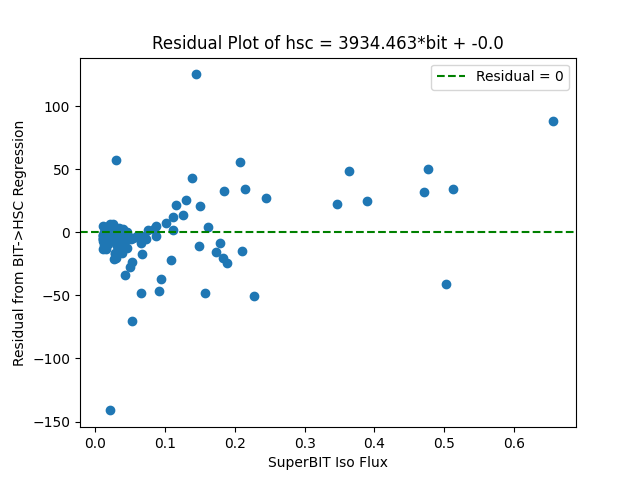 Residual Plot of hsc = 3934.463*bit + -0.0
Residual = 0
Residual from BIT->HSC Regression
100
50
0
−50
−100
−150
0.0 0.1 0.2 0.3 0.4 0.5 0.6
SuperBIT Iso Flux